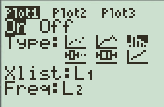 Plot1 Plot2 Plot3
On Off
Type:
Xlist:L1
Freq:L2